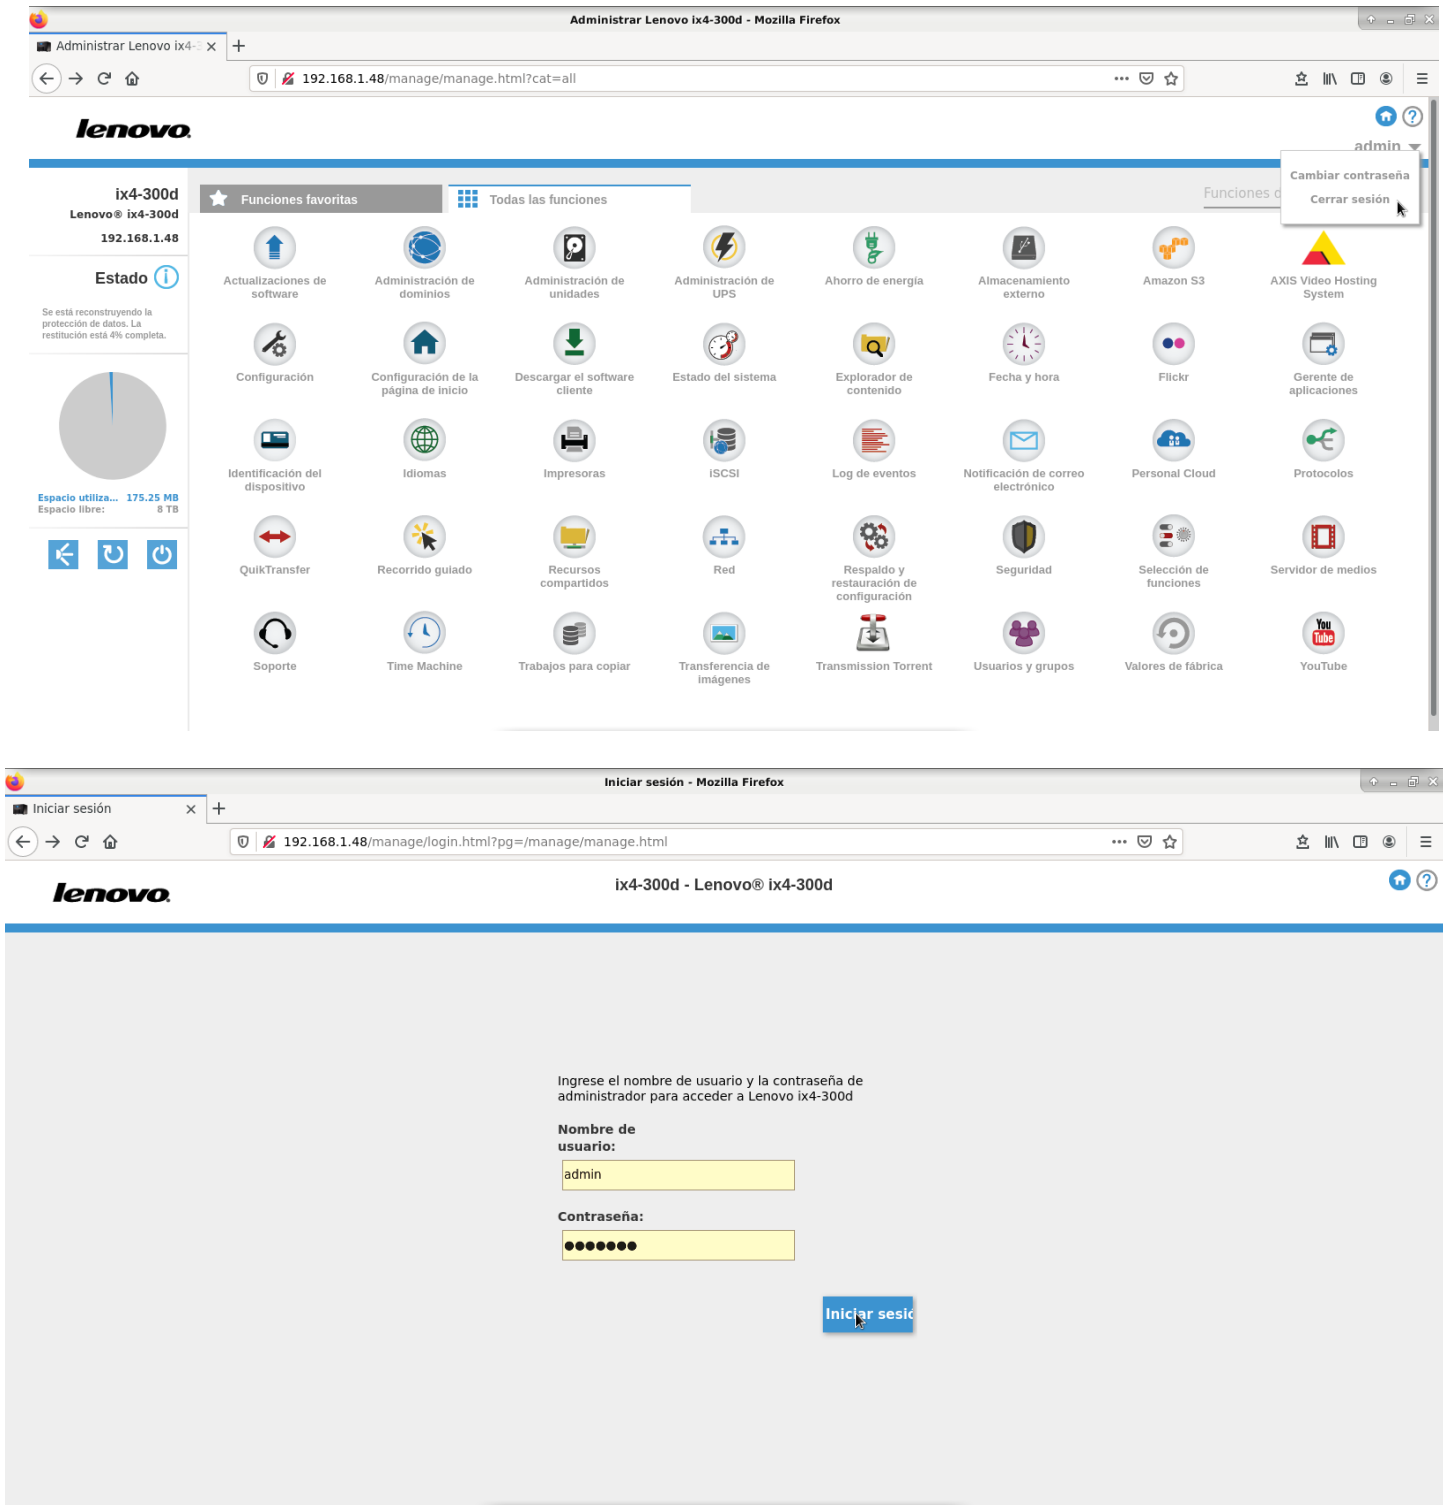 Administrar Lenovo ix4-300d - Mozilla Firefox
Administrar Lenovo ix4-3
192.168.1.48/manage/manage.html?cat=all
lenovo
admin
Cambiar contraseña
Cerrar sesión
ix4-300d
Lenovo® ix4-300d
192.168.1.48
Estado
Se está reconstruyendo la
protección de datos. La
restitución está 4% completa.
Espacio utiliza... 175.25 MB
Espacio libre: 8 TB
Funciones favoritas
Todas las funciones
Funciones d
Actualizaciones de
software
Administración de
dominios
Administración de
unidades
Administración de
UPS
Ahorro de energía
Almacenamiento
externo
Amazon S3
AXIS Video Hosting
System
Configuración
Configuración de la
página de inicio
Descargar el software
cliente
Estado del sistema
Explorador de
contenido
Fecha y hora
Flickr
Gerente de
aplicaciones
Identificación del
dispositivo
Idiomas
Impresoras
iSCSI
Log de eventos
Notificación de correo
electrónico
Personal Cloud
Protocolos
QuikTransfer
Recorrido guiado
Recursos
compartidos
Red
Respaldo y
restauración de
configuración
Seguridad
Selección de
funciones
Servidor de medios
Soporte
Time Machine
Trabajos para copiar
Transferencia de
imágenes
Transmission Torrent
Usuarios y grupos
Valores de fábrica
You
Tube
YouTube
Iniciar sesión - Mozilla Firefox
Iniciar sesión
192.168.1.48/manage/login.html?pg=/manage/manage.html
lenovo
ix4-300d - Lenovo® ix4-300d
Ingrese el nombre de usuario y la contraseña de
administrador para acceder a Lenovo ix4-300d
Nombre de
usuario:
admin
Contraseña:
Iniciar sesió